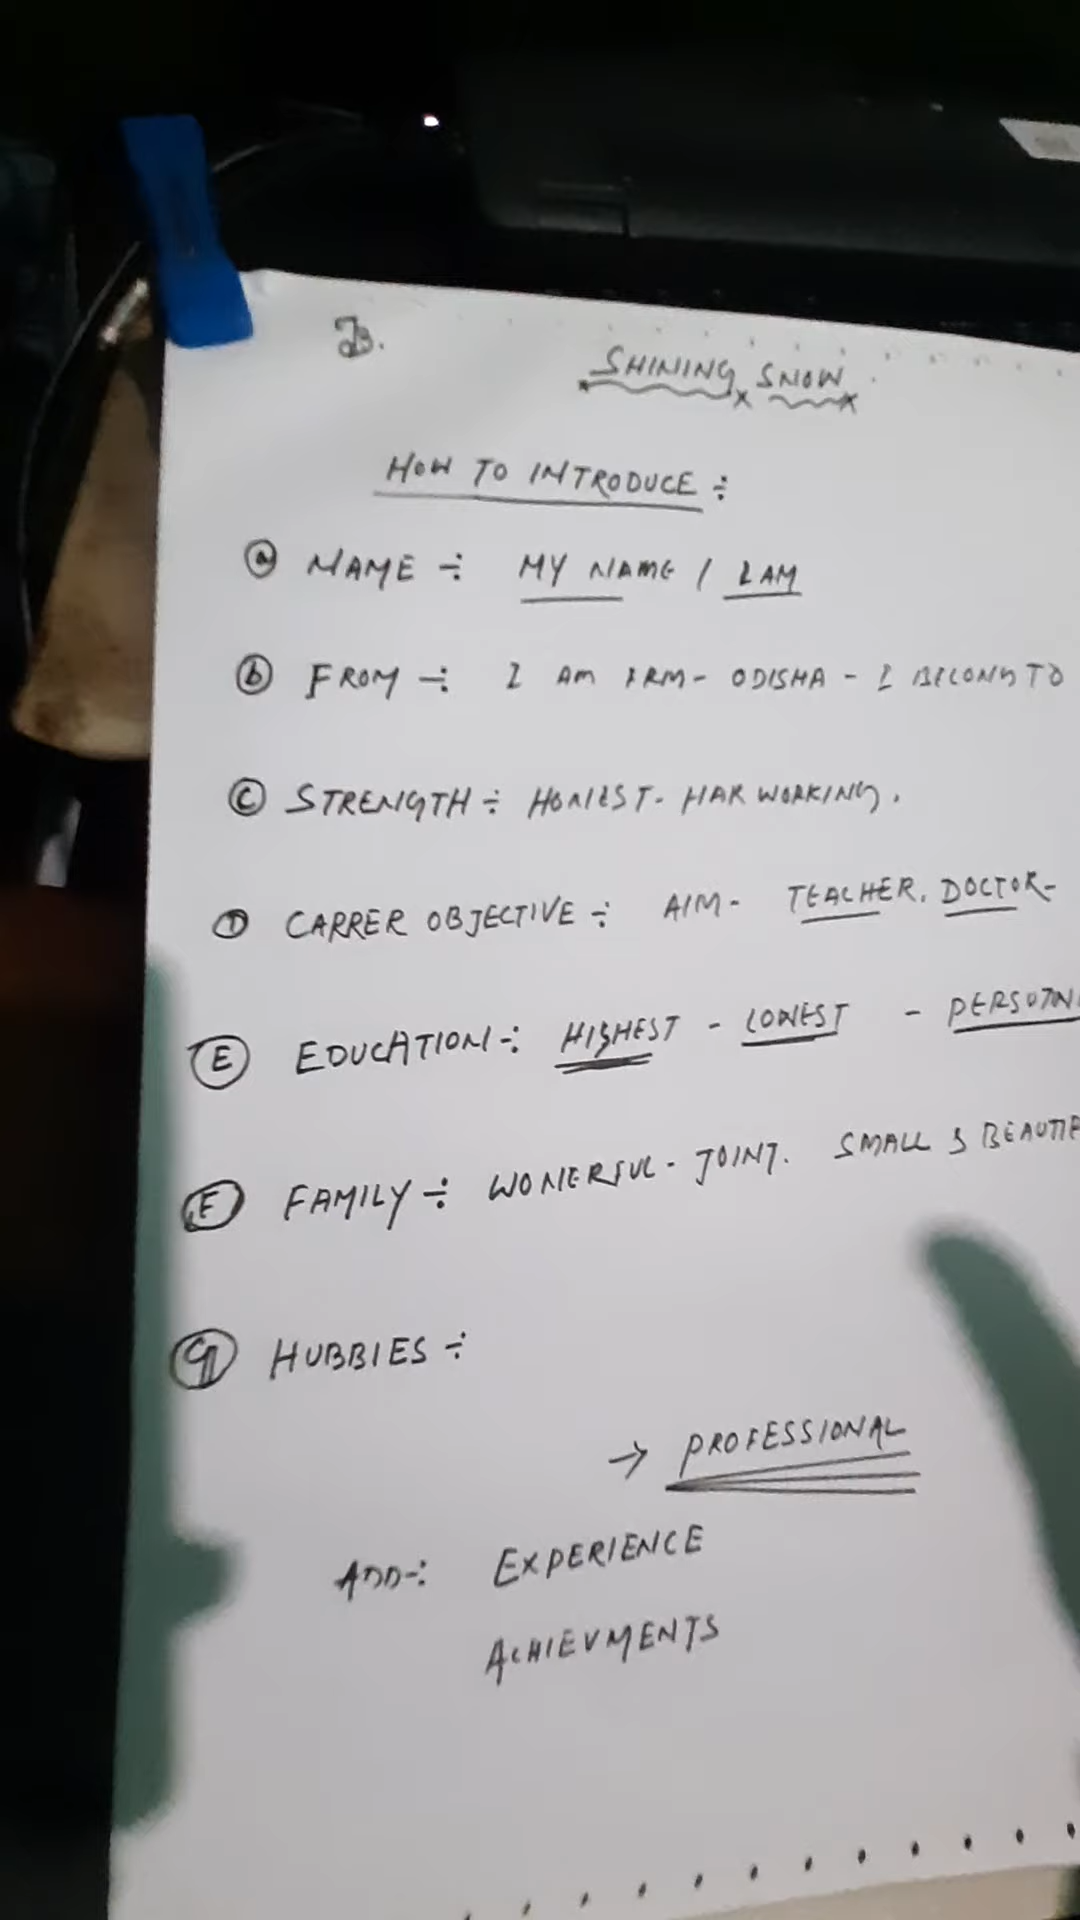 SHINING SNOW
HOW TO INTRODUCE ÷
(a) NAME ÷ MY NAME / I AM
(b) FROM ÷ I AM FRM - ODISHA - I BELONG TO
(C) STRENGTH ÷ HONEST - HAR WORKING.
(D) CARRER OBJECTIVE ÷ AIM - TEACHER, DOCTOR -
(E) EDUCATION ÷ HIGHEST - LOWEST -
(F) FAMILY ÷ WONERFUL - JOINT. SMALL &
(G) HUBBIES ÷
→ PROFESSIONAL
ADD ÷ EXPERIENCE
ACHIEVMENTS